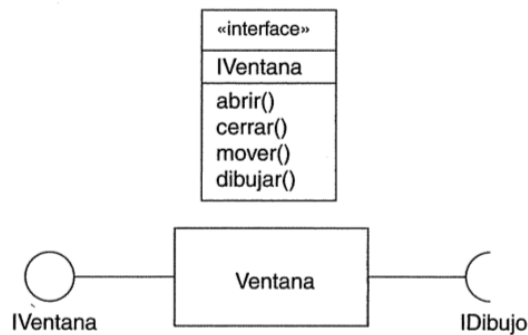 «interface»
IVentana
abrir()
cerrar()
mover()
dibujar()
Ventana
IVentana
IDibujo